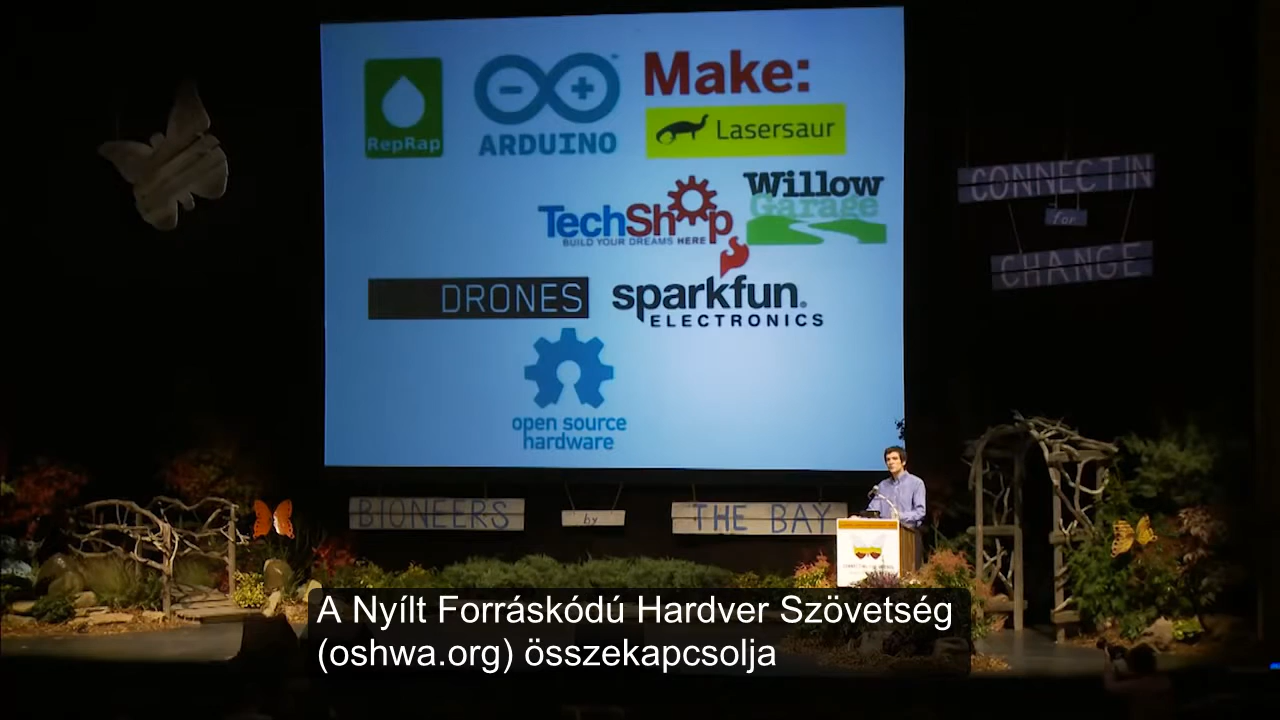 RepRap
ARDUINO
Make:
Lasersaur
TechShop
BUILD YOUR DREAMS HERE
Willow
Garage
DRONES
sparkfun
ELECTRONICS
open source
hardware
CONNECTIN
for
CHANGE
BIONEERS
by
THE BAY
A Nyílt Forráskódú Hardver Szövetség
(oshwa.org) összekapcsolja